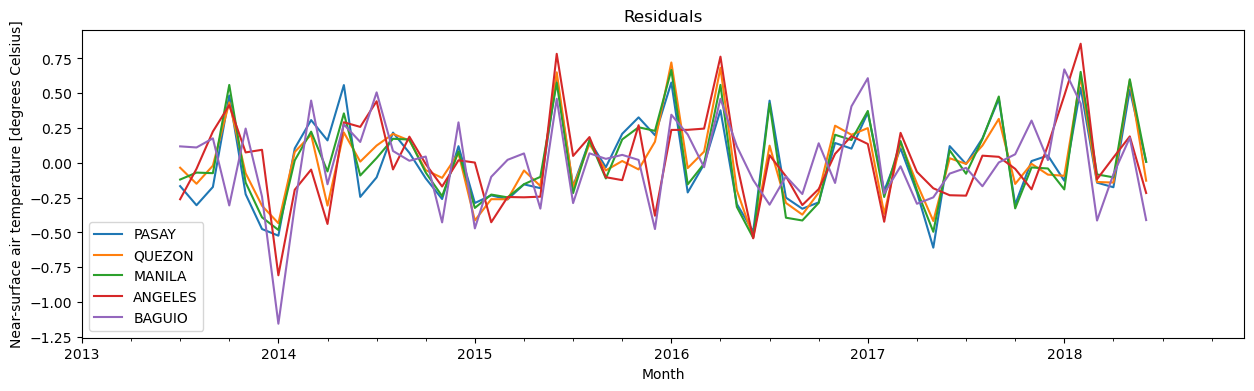 Residuals
Near-surface air temperature [degrees Celsius]
0.75
0.50
0.25
0.00
−0.25
−0.50
−0.75
−1.00
−1.25
PASAY
QUEZON
MANILA
ANGELES
BAGUIO
2013 2014 2015 2016 2017 2018
Month